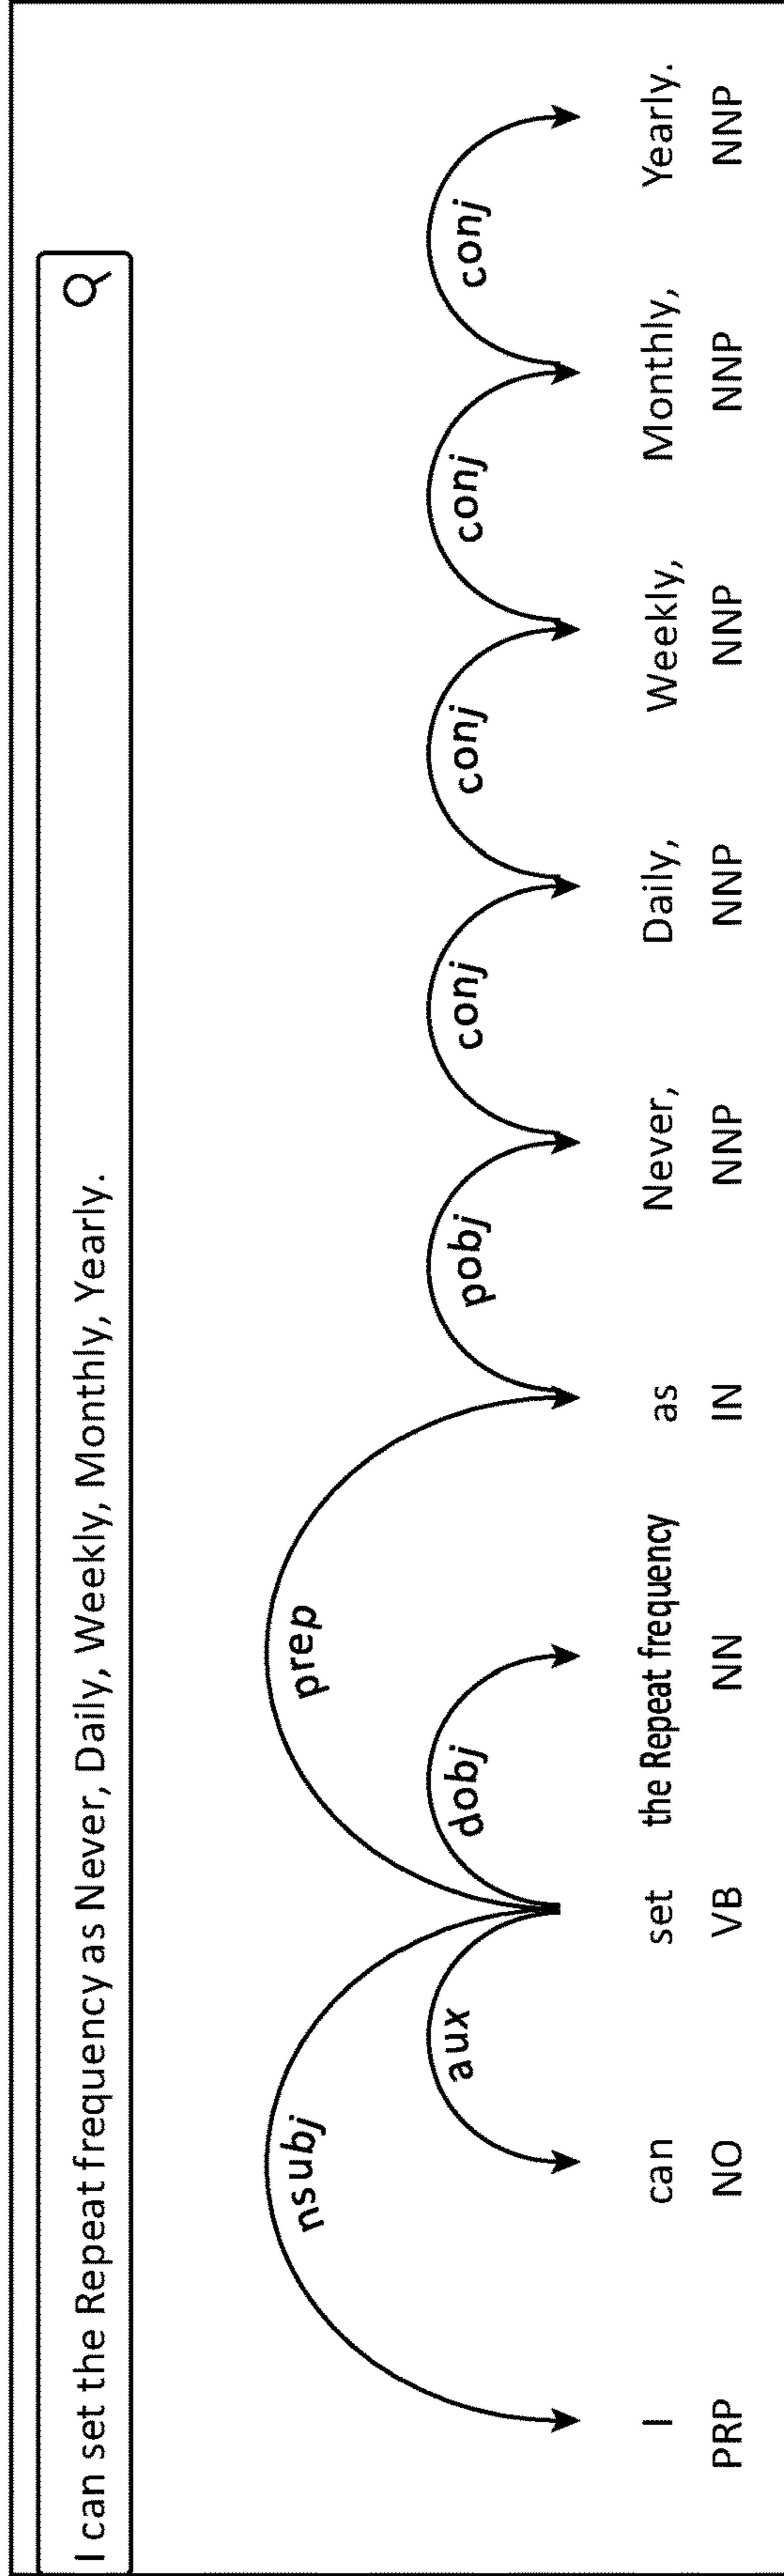 I can set the Repeat frequency as Never, Daily, Weekly, Monthly, Yearly.
nsubj prep
aux dobj pobj conj conj conj conj
I can set the Repeat frequency as Never, Daily, Weekly, Monthly, Yearly.
PRP NO VB NN IN NNP NNP NNP NNP NNP